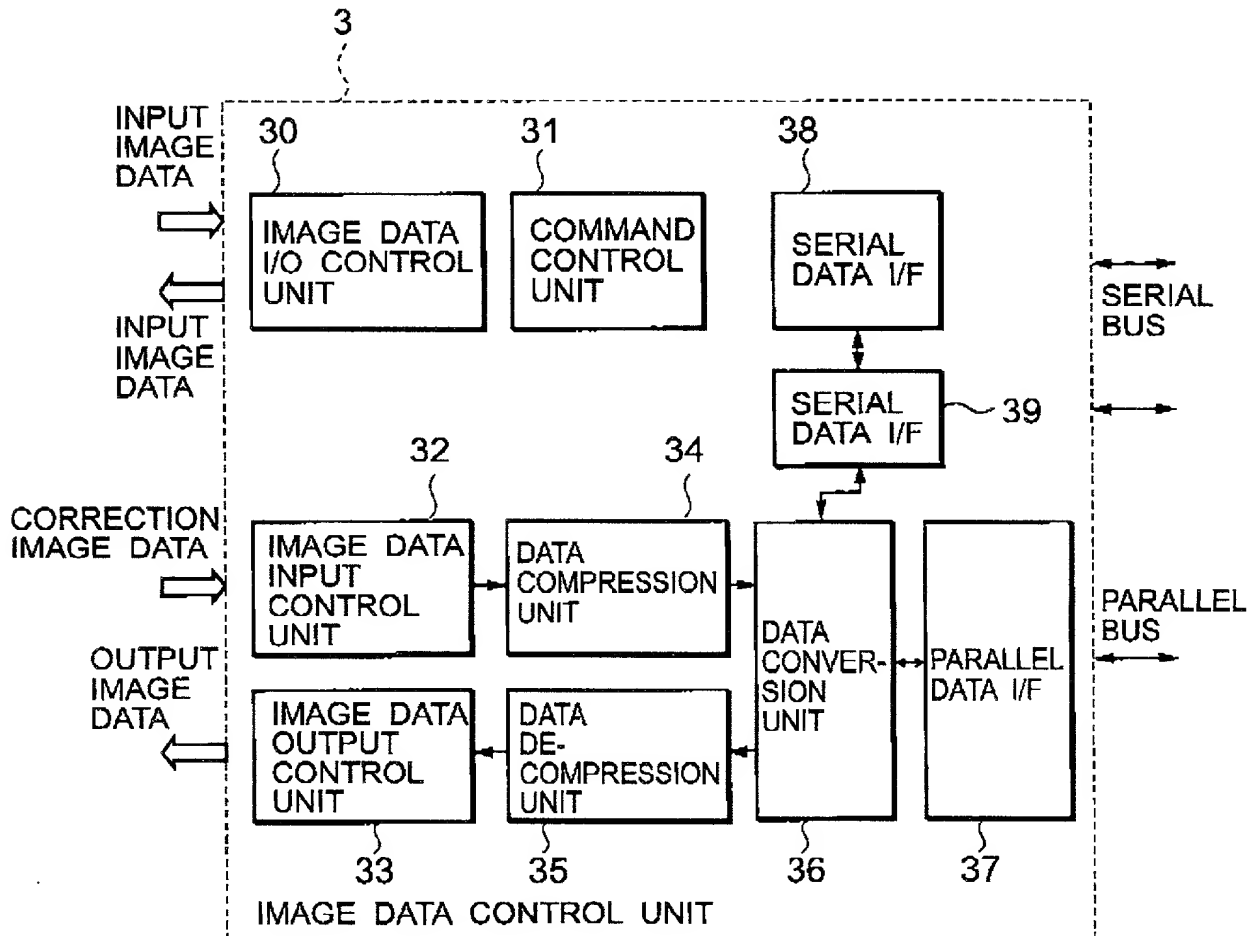 3
INPUT
IMAGE
DATA
30
31
38
IMAGE DATA
I/O CONTROL
UNIT
COMMAND
CONTROL
UNIT
SERIAL
DATA I/F
SERIAL
BUS
INPUT
IMAGE
DATA
SERIAL
DATA I/F
39
32
34
CORRECTION
IMAGE DATA
IMAGE DATA
INPUT
CONTROL
UNIT
DATA
COMPRESSION
UNIT
DATA
CONVER-
SION
UNIT
PARALLEL
DATA I/F
PARALLEL
BUS
OUTPUT
IMAGE
DATA
IMAGE DATA
OUTPUT
CONTROL
UNIT
DATA
DE-
COMPRESSION
UNIT
33
35
36
37
IMAGE DATA CONTROL UNIT